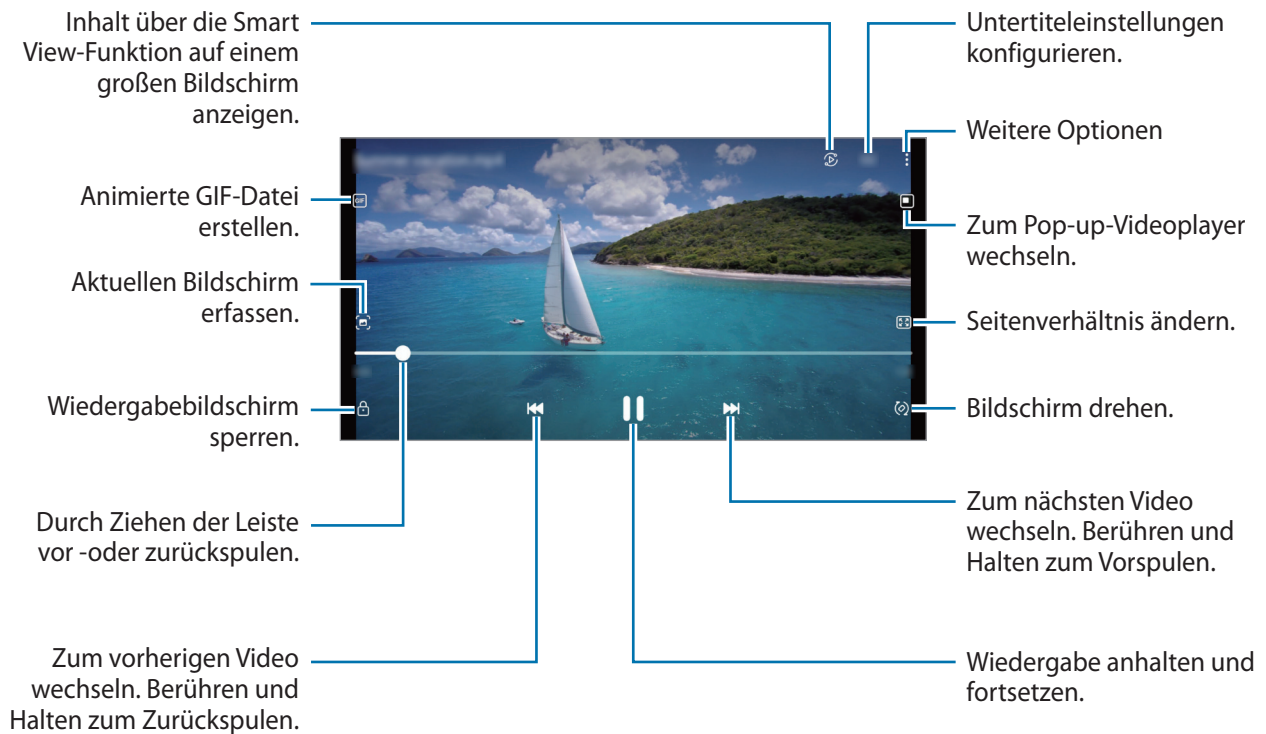 Inhalt über die Smart
View-Funktion auf einem
großen Bildschirm
anzeigen.
Animierte GIF-Datei
erstellen.
Aktuellen Bildschirm
erfassen.
Wiedergabebildschirm
sperren.
Durch Ziehen der Leiste
vor -oder zurückspulen.
Zum vorherigen Video
wechseln. Berühren und
Halten zum Zurückspulen.
GIF
Untertiteleinstellungen
konfigurieren.
Weitere Optionen
Zum Pop-up-Videoplayer
wechseln.
Seitenverhältnis ändern.
Bildschirm drehen.
Zum nächsten Video
wechseln. Berühren und
Halten zum Vorspulen.
Wiedergabe anhalten und
fortsetzen.